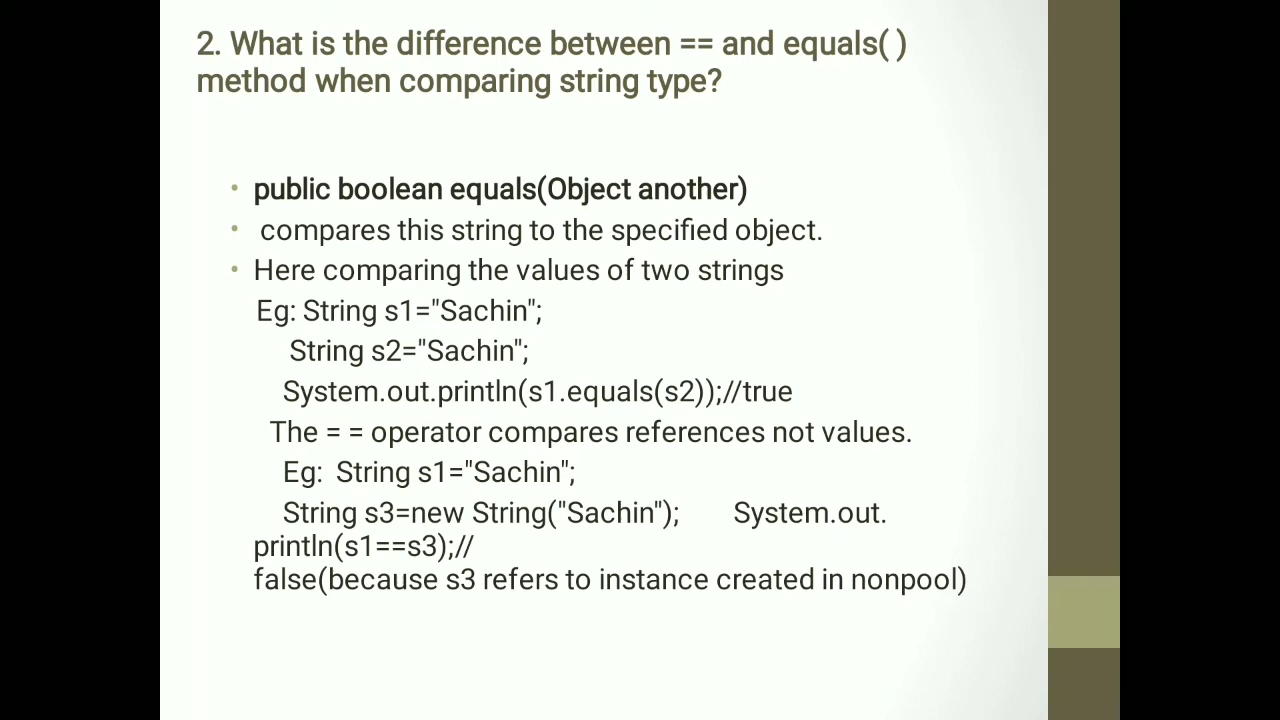 2. What is the difference between == and equals( )
method when comparing string type?
• public boolean equals(Object another)
• compares this string to the specified object.
• Here comparing the values of two strings
Eg: String s1="Sachin";
String s2="Sachin";
System.out.println(s1.equals(s2));//true
The = = operator compares references not values.
Eg: String s1="Sachin";
String s3=new String("Sachin"); System.out.
println(s1==s3);//
false(because s3 refers to instance created in nonpool)